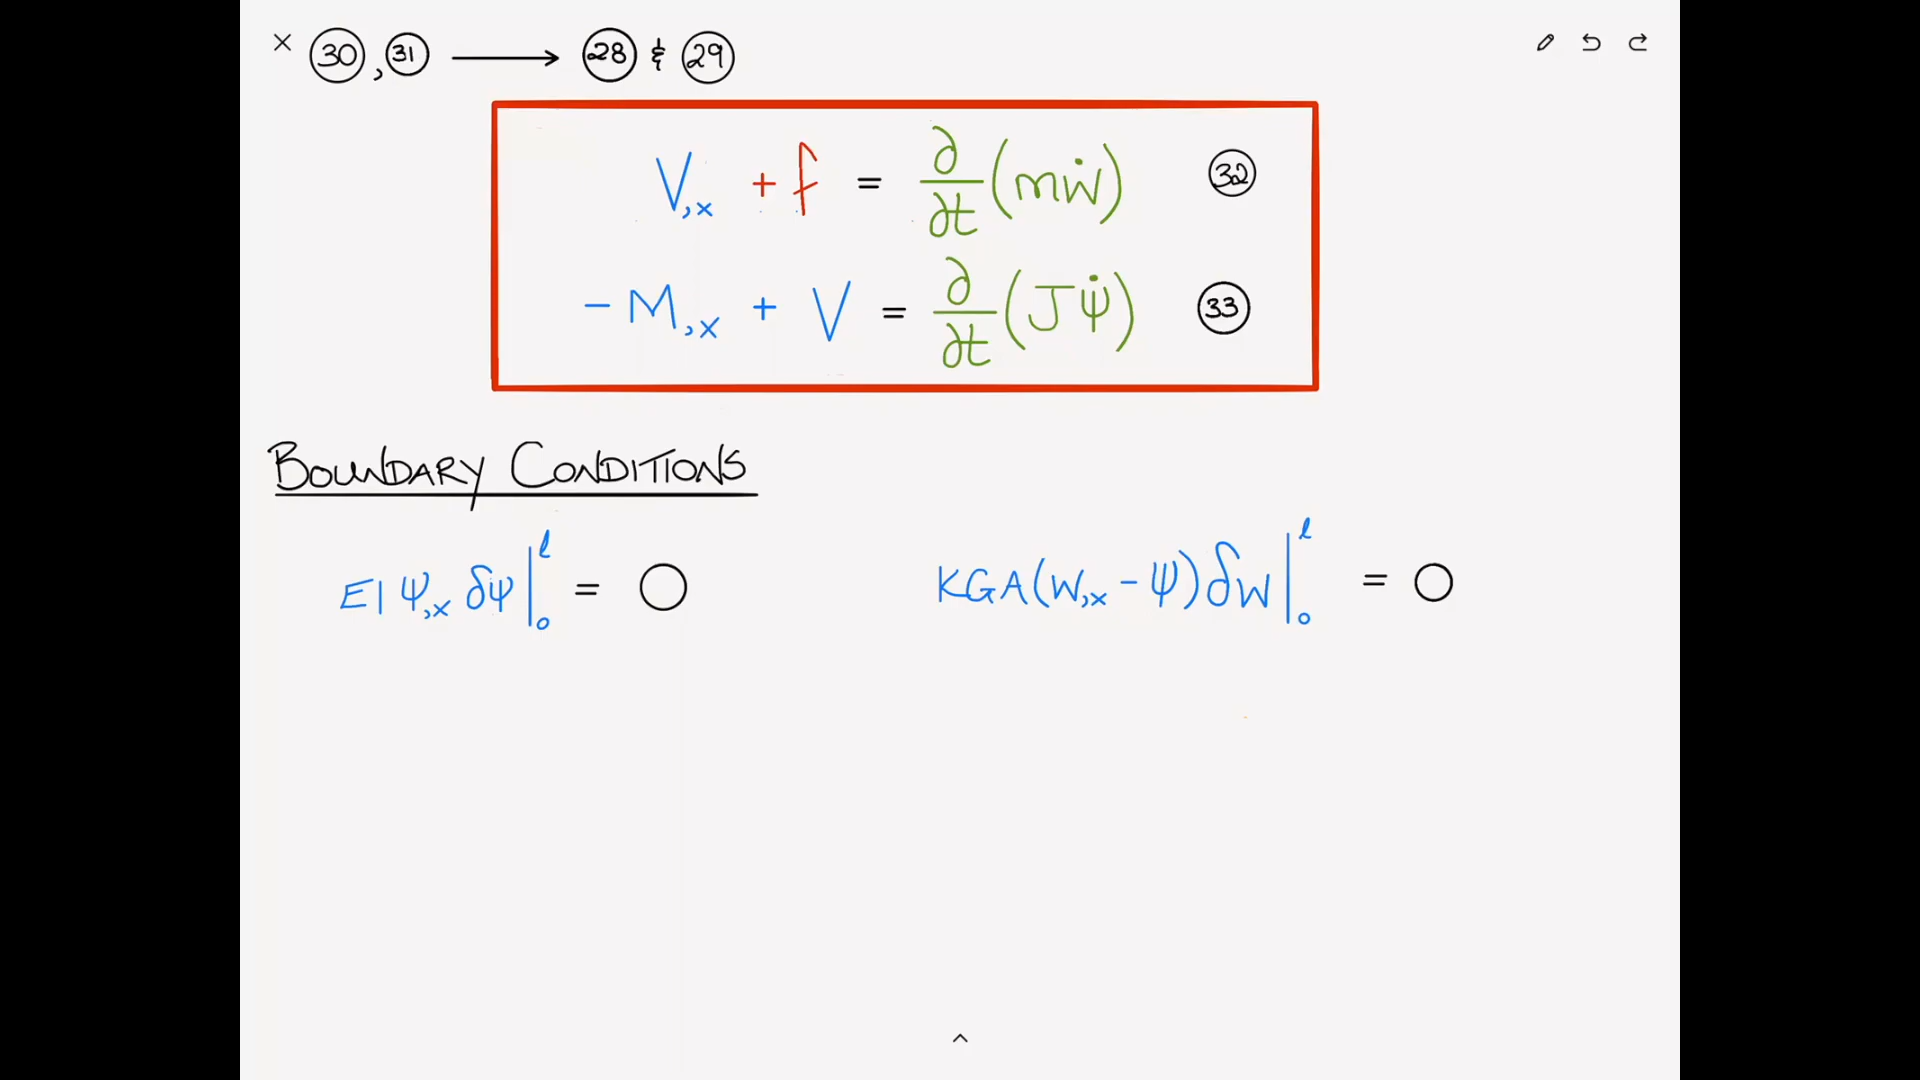 30 , 31 ⟶ 28 & 29
V,x + f = ∂/∂t (mẇ) 32
- M,x + V = ∂/∂t (Jψ̇) 33
BOUNDARY CONDITIONS
EI ψ,x δψ |₀ˡ = 0 KGA(w,x - ψ) δw |₀ˡ = 0